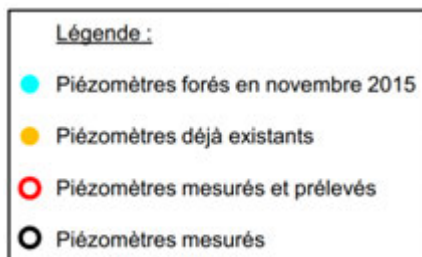 Légende :
Piézomètres forés en novembre 2015
Piézomètres déjà existants
Piézomètres mesurés et prélevés
Piézomètres mesurés